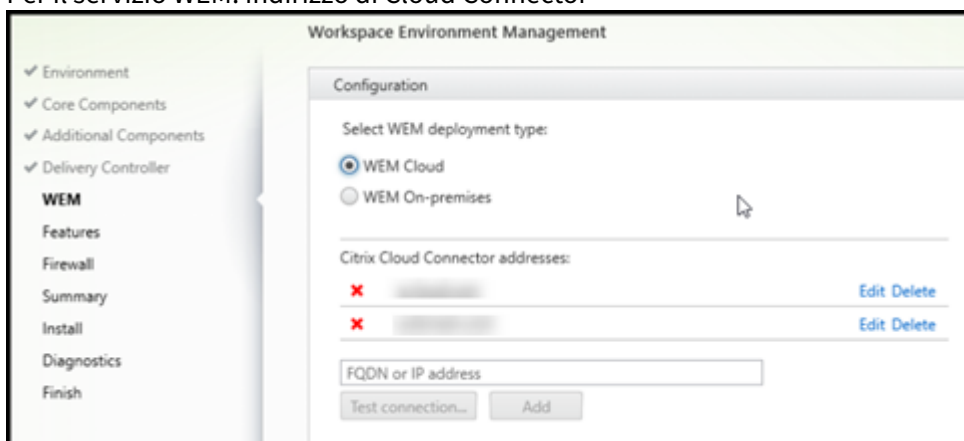 Per il servizio WEM: indirizzo di Cloud Connector
Workspace Environment Management
Environment
Core Components
Additional Components
Delivery Controller
WEM
Features
Firewall
Summary
Install
Diagnostics
Finish
Configuration
Select WEM deployment type:
WEM Cloud
WEM On-premises
Citrix Cloud Connector addresses:
Edit Delete
Edit Delete
FQDN or IP address
Test connection... Add